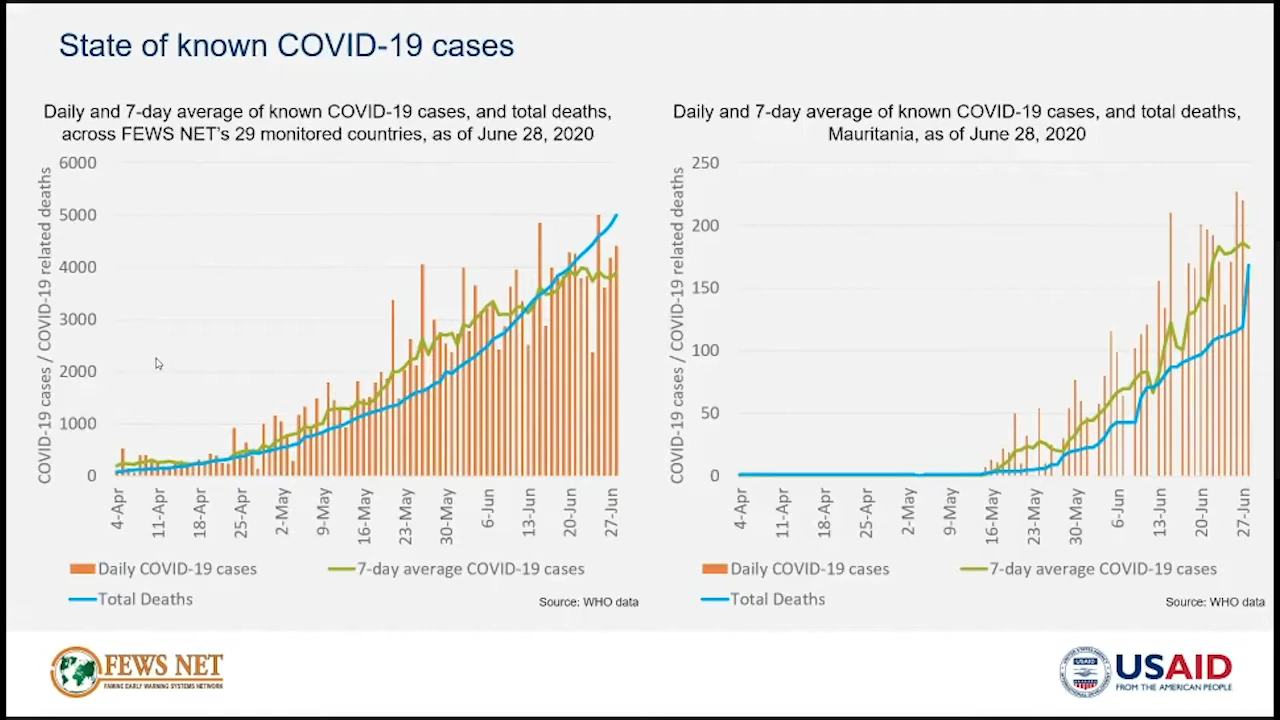 State of known COVID-19 cases
Daily and 7-day average of known COVID-19 cases, and total deaths,
across FEWS NET's 29 monitored countries, as of June 28, 2020
COVID-19 cases / COVID-19 related deaths
6000
5000
4000
3000
2000
1000
0
4-Apr
11-Apr
18-Apr
25-Apr
2-May
9-May
16-May
23-May
30-May
6-Jun
13-Jun
20-Jun
27-Jun
Daily COVID-19 cases
7-day average COVID-19 cases
Total Deaths
Source: WHO data
Daily and 7-day average of known COVID-19 cases, and total deaths,
Mauritania, as of June 28, 2020
COVID-19 cases / COVID-19 related deaths
250
200
150
100
50
0
4-Apr
11-Apr
18-Apr
25-Apr
2-May
9-May
16-May
23-May
30-May
6-Jun
13-Jun
20-Jun
27-Jun
Daily COVID-19 cases
7-day average COVID-19 cases
Total Deaths
Source: WHO data
FEWS NET
FAMINE EARLY WARNING SYSTEMS NETWORK
USAID
USAID
FROM THE AMERICAN PEOPLE